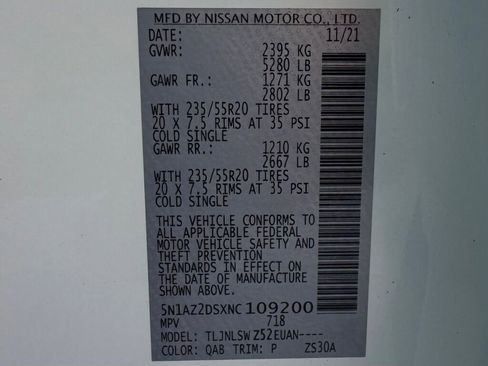 MFD BY NISSAN MOTOR CO., LTD.
DATE: 11/21
GVWR: 2395 KG
5280 LB
GAWR FR.: 1271 KG
2802 LB
WITH 235/55R20 TIRES
20 X 7.5 RIMS AT 35 PSI
COLD SINGLE
GAWR RR.: 1210 KG
2667 LB
WITH 235/55R20 TIRES
20 X 7.5 RIMS AT 35 PSI
COLD SINGLE
THIS VEHICLE CONFORMS TO
ALL APPLICABLE FEDERAL
MOTOR VEHICLE SAFETY AND
THEFT PREVENTION
STANDARDS IN EFFECT ON
THE DATE OF MANUFACTURE
SHOWN ABOVE.
5N1AZ2DSXNC109200
MPV 718
MODEL: TLJNLSWZ52EUAN----
COLOR: QAB TRIM: P ZS30A